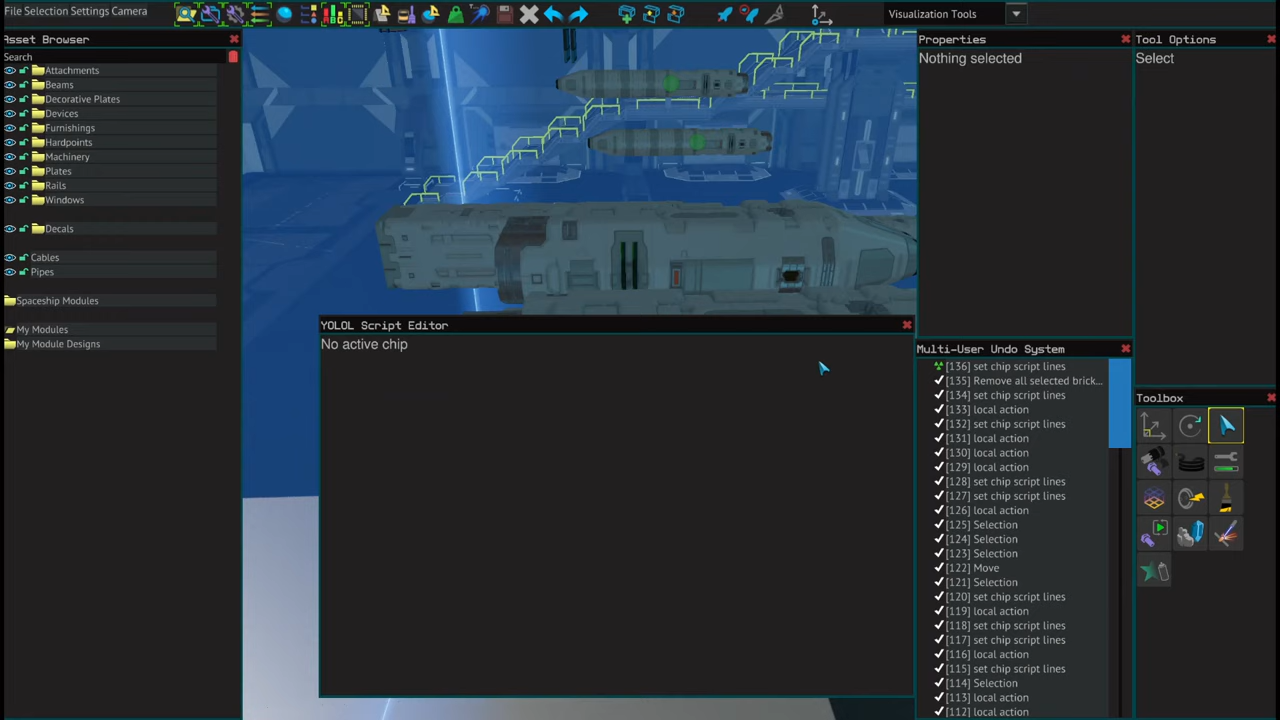 File Selection Settings Camera
Visualization Tools
Asset Browser
Search
Attachments
Beams
Decorative Plates
Devices
Furnishings
Hardpoints
Machinery
Plates
Rails
Windows
Decals
Cables
Pipes
Spaceship Modules
My Modules
My Module Designs
YOLOL Script Editor
No active chip
Properties
Nothing selected
Multi-User Undo System
[136] set chip script lines
[135] Remove all selected brick...
[134] set chip script lines
[133] local action
[132] set chip script lines
[131] local action
[130] local action
[129] local action
[128] set chip script lines
[127] set chip script lines
[126] local action
[125] Selection
[124] Selection
[123] Selection
[122] Move
[121] Selection
[120] set chip script lines
[119] local action
[118] set chip script lines
[117] set chip script lines
[116] local action
[115] set chip script lines
[114] Selection
[113] local action
[112] local action
Tool Options
Select
Toolbox